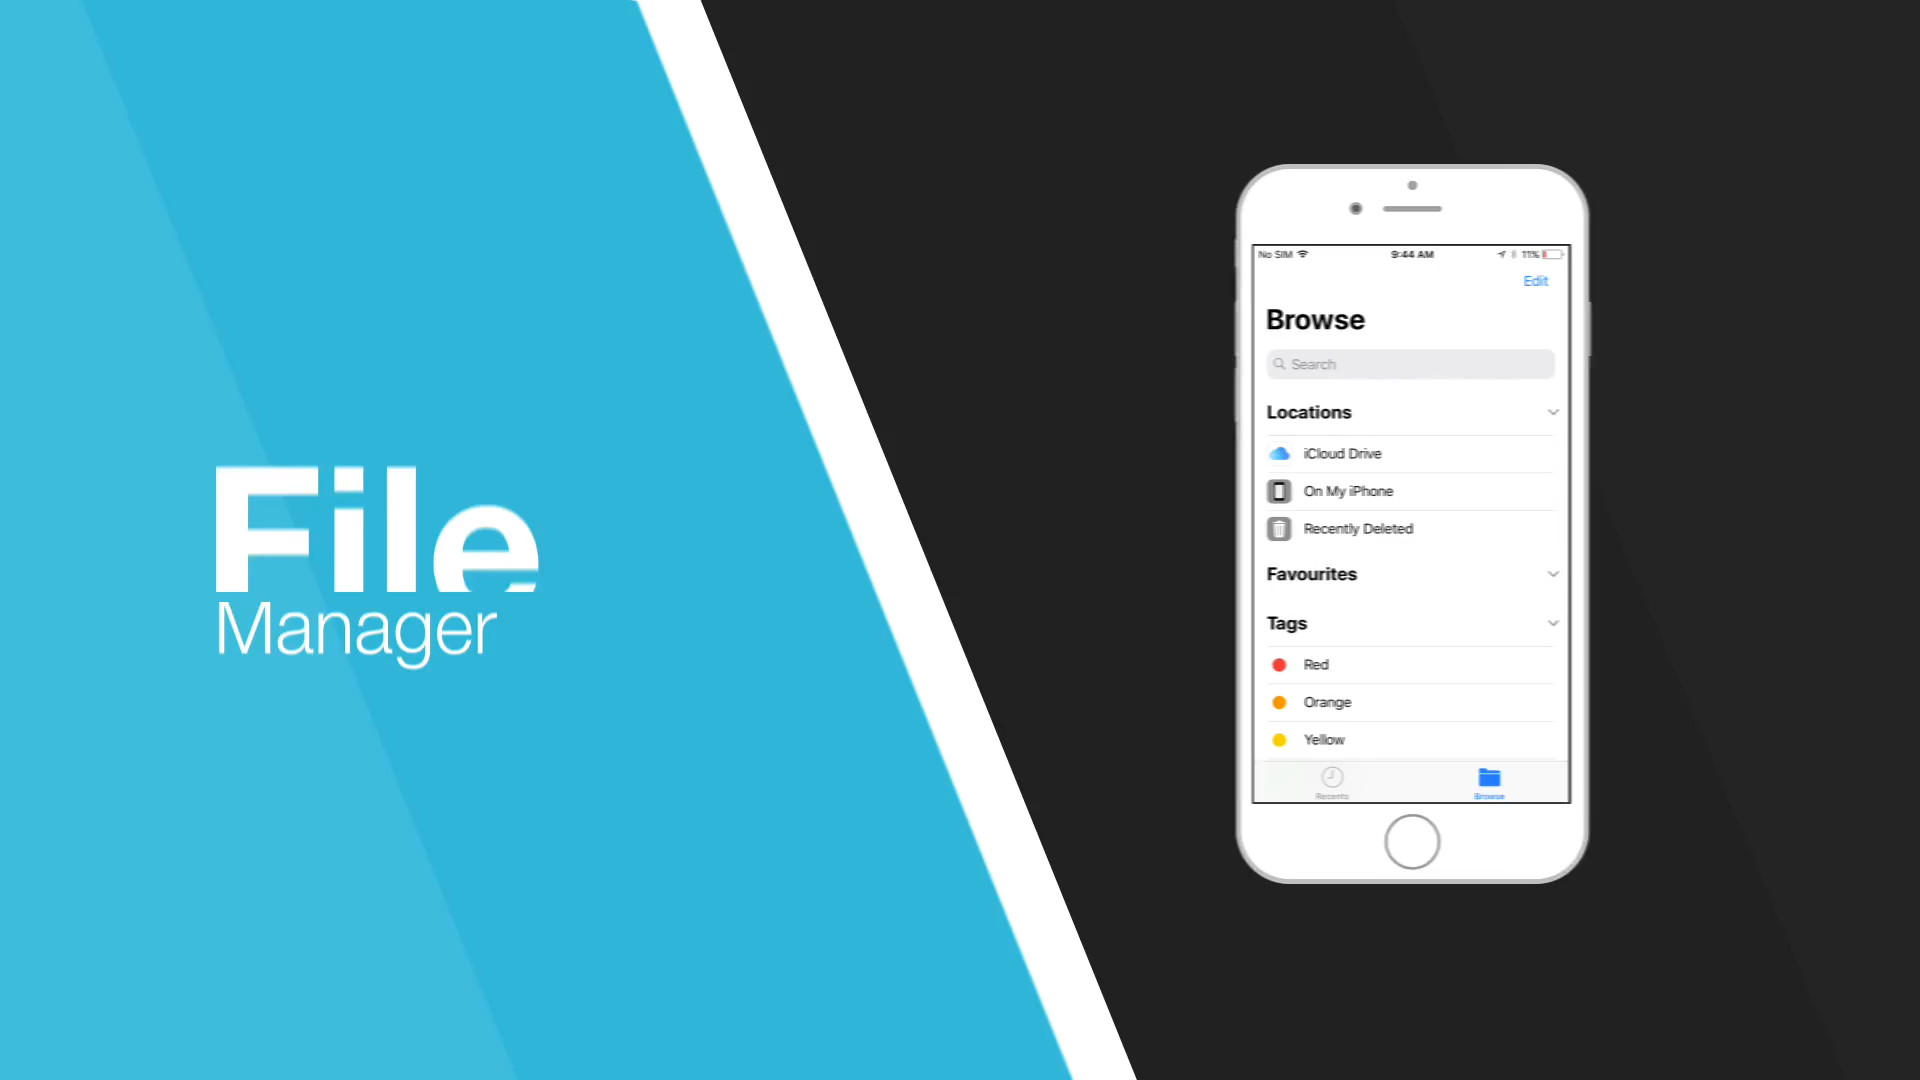 File
Manager
No SIM 9:44 AM 11%
Edit
Browse
Search
Locations
iCloud Drive
On My iPhone
Recently Deleted
Favourites
Tags
Red
Orange
Yellow
Recents Browse